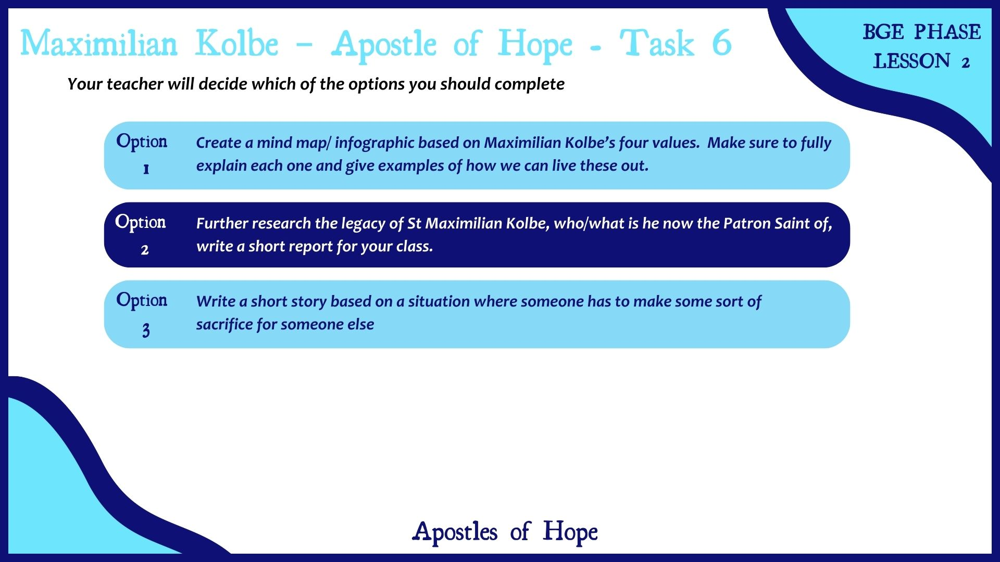 Maximilian Kolbe – Apostle of Hope - Task 6
BGE PHASE
LESSON 2
Your teacher will decide which of the options you should complete
Option
1
Create a mind map/ infographic based on Maximilian Kolbe’s four values.  Make sure to fully
explain each one and give examples of how we can live these out.
Option
2
Further research the legacy of St Maximilian Kolbe, who/what is he now the Patron Saint of,
write a short report for your class.
Option
3
Write a short story based on a situation where someone has to make some sort of
sacrifice for someone else
Apostles of Hope